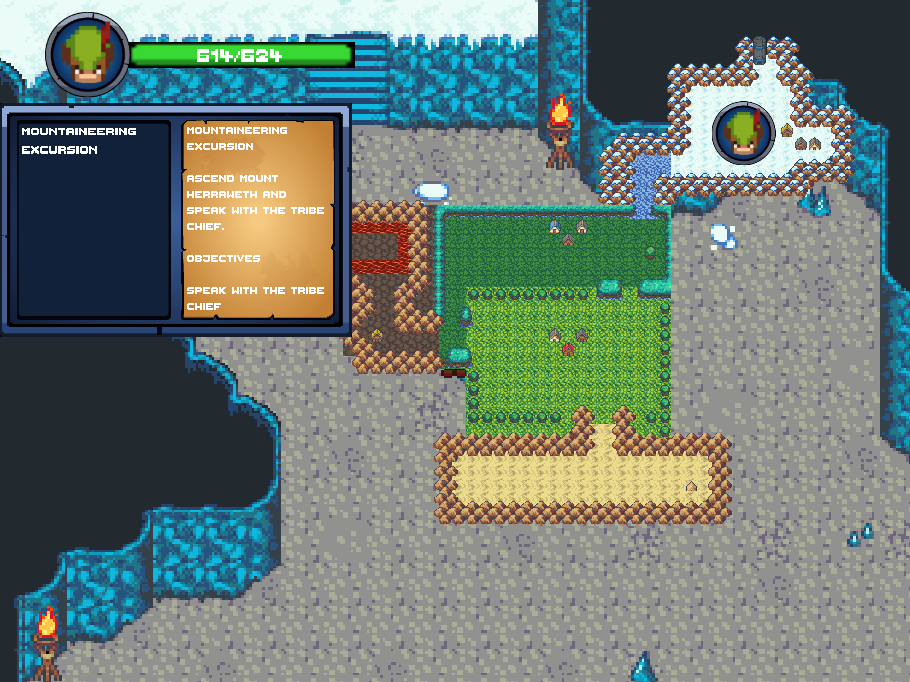 614/624
MOUNTAINEERING
EXCURSION
MOUNTAINEERING
EXCURSION
ASCEND MOUNT
HERRAWETH AND
SPEAK WITH THE TRIBE
CHIEF.
OBJECTIVES
SPEAK WITH THE TRIBE
CHIEF